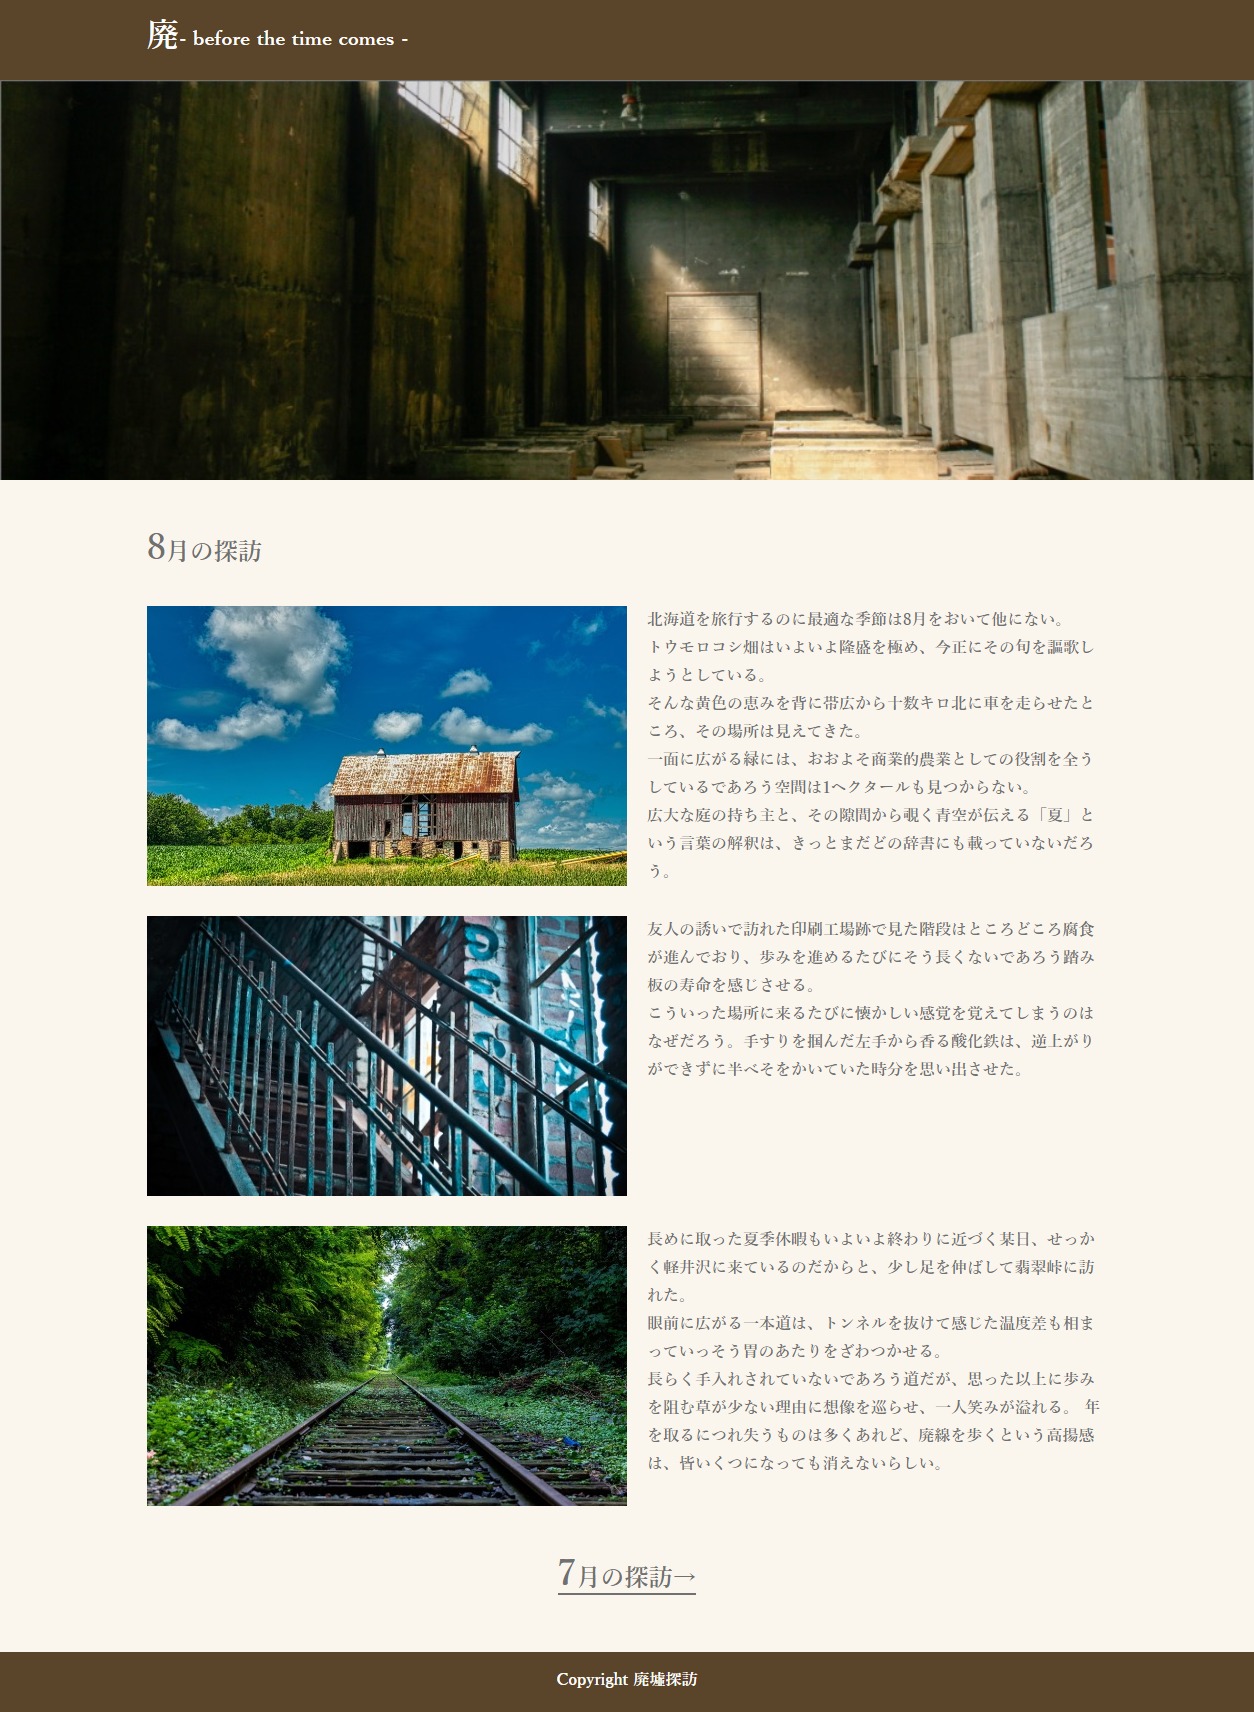 廃- before the time comes -
8月の探訪
北海道を旅行するのに最適な季節は8月をおいて他にない。
トウモロコシ畑はいよいよ隆盛を極め、今正にその旬を謳歌し
ようとしている。
そんな黄色の恵みを背に帯広から十数キロ北に車を走らせたと
ころ、その場所は見えてきた。
一面に広がる緑には、おおよそ商業的農業としての役割を全う
しているであろう空間は1ヘクタールも見つからない。
広大な庭の持ち主と、その隙間から覗く青空が伝える「夏」と
いう言葉の解釈は、きっとまだどの辞書にも載っていないだろ
う。
友人の誘いで訪れた印刷工場跡で見た階段はところどころ腐食
が進んでおり、歩みを進めるたびにそう長くないであろう踏み
板の寿命を感じさせる。
こういった場所に来るたびに懐かしい感覚を覚えてしまうのは
なぜだろう。手すりを掴んだ左手から香る酸化鉄は、逆上がり
ができずに半べそをかいていた時分を思い出させた。
長めに取った夏季休暇もいよいよ終わりに近づく某日、せっか
く軽井沢に来ているのだからと、少し足を伸ばして翡翠峠に訪
れた。
眼前に広がる一本道は、トンネルを抜けて感じた温度差も相ま
っていっそう胃のあたりをざわつかせる。
長らく手入れされていないであろう道だが、思った以上に歩み
を阻む草が少ない理由に想像を巡らせ、一人笑みが溢れる。 年
を取るにつれ失うものは多くあれど、廃線を歩くという高揚感
は、皆いくつになっても消えないらしい。
7月の探訪→
Copyright 廃墟探訪